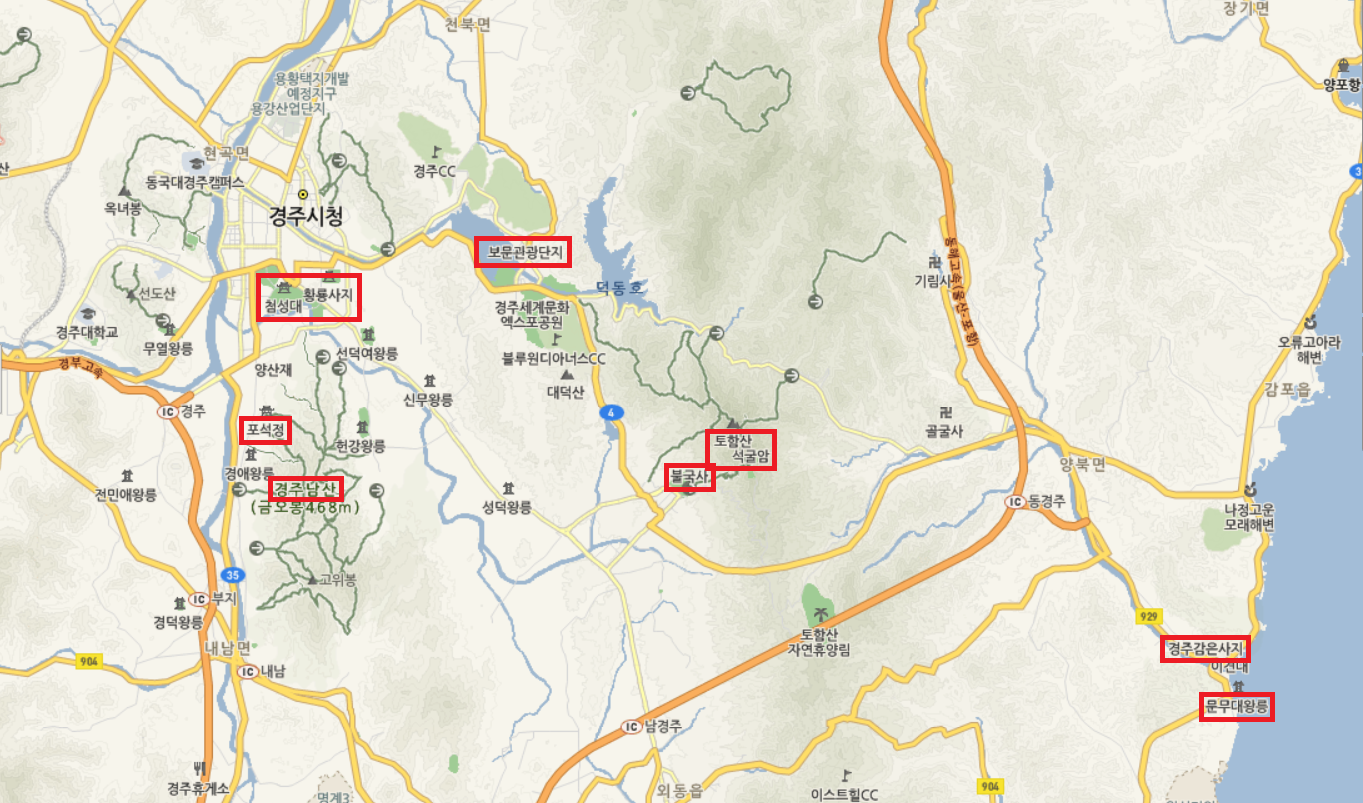 장기면
천북면
양포항
용황택지개발
예정지구
용강산업단지
현곡면
동국대경주캠퍼스
경주CC
옥녀봉
경주시청
보문관광단지
기림사
덕동호
선도산
첨성대
황룡사지
경주세계문화
엑스포공원
동해고속(울산-포항)
경주대학교
무열왕릉
선덕여왕릉
블루원디아너스CC
오류고아라
해변
경부고속
양산재
대덕산
감포읍
신무왕릉
IC 경주
4
포석정
헌강왕릉
토함산
석굴암
골굴사
경애왕릉
불국사
양북면
전민애왕릉
경주남산
(금오봉468m)
성덕왕릉
IC 동경주
나정고운
모래해변
35
고위봉
IC 부지
경덕왕릉
929
토함산
자연휴양림
내남면
경주감은사지
이견대
904
IC 내남
문무대왕릉
IC 남경주
경주휴게소
외동읍
904
이스트힐CC
명계3